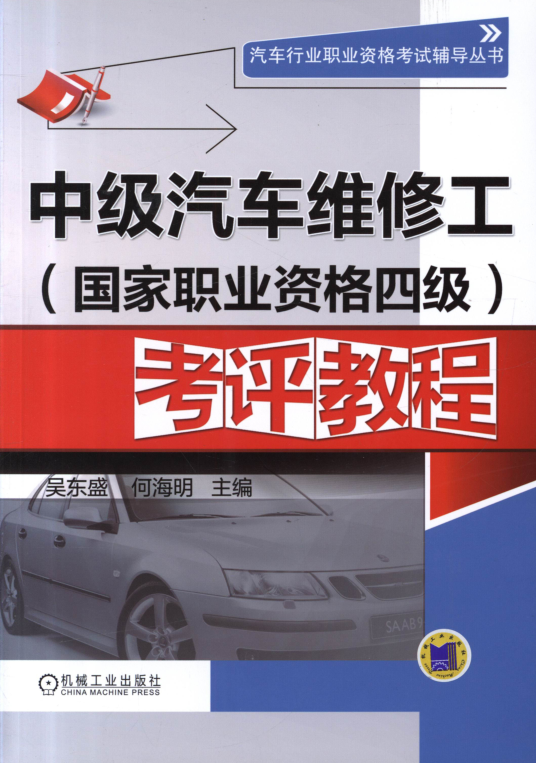 汽车行业职业资格考试辅导丛书
中级汽车维修工
(国家职业资格四级)
考评教程
吴东盛 何海明 主编
SAAB9
机械工业出版社
CHINA MACHINE PRESS